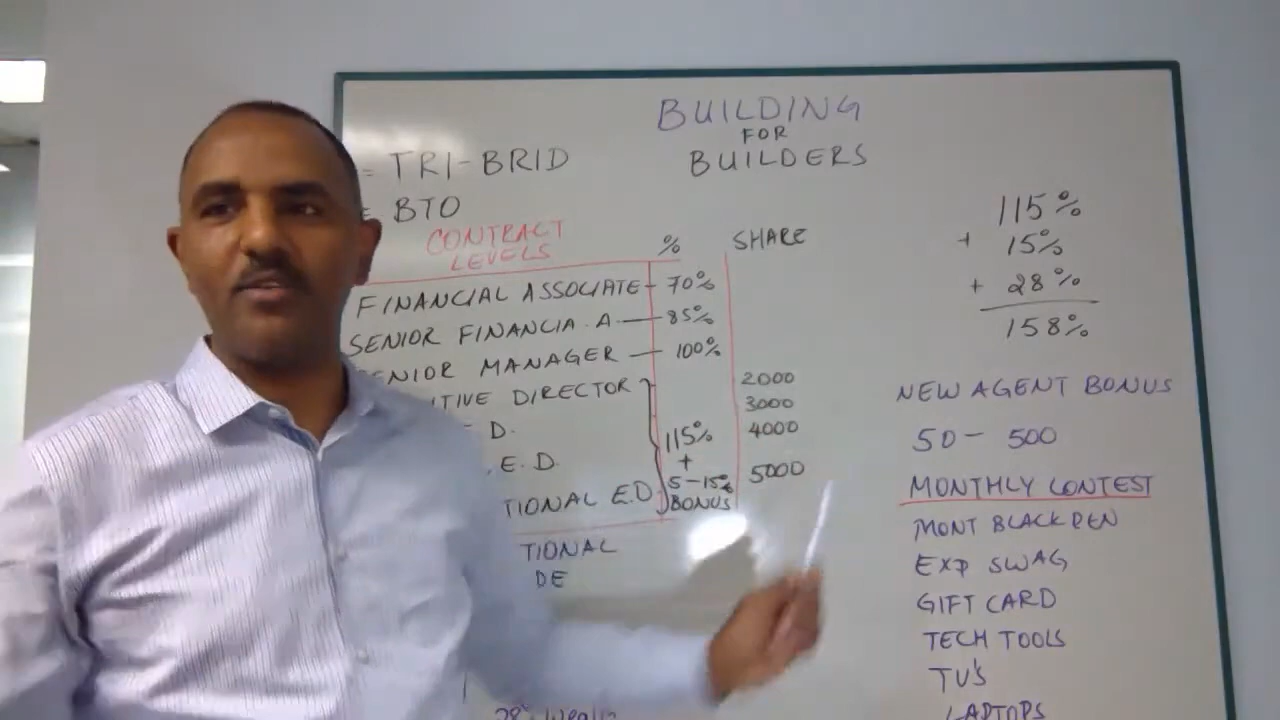 BUILDING
FOR
BUILDERS
= TRI-BRID
= BTO
CONTRACT
LEVELS
%
SHARE
FINANCIAL ASSOCIATE - 70%
SENIOR FINANCIA. A. — 85%
ENIOR MANAGER — 100%
TIVE DIRECTOR
2000
3000
D.
4000
.E.D.
115%
+
5-15%
BONUS
5000
TIONAL E.D.
TIONAL
DE
115%
+ 15%
+ 28%
158%
NEW AGENT BONUS
50 - 500
MONTHLY CONTEST
MONT BLACK PEN
EXP SWAG
GIFT CARD
TECH TOOLS
TV's
LAPTOPS